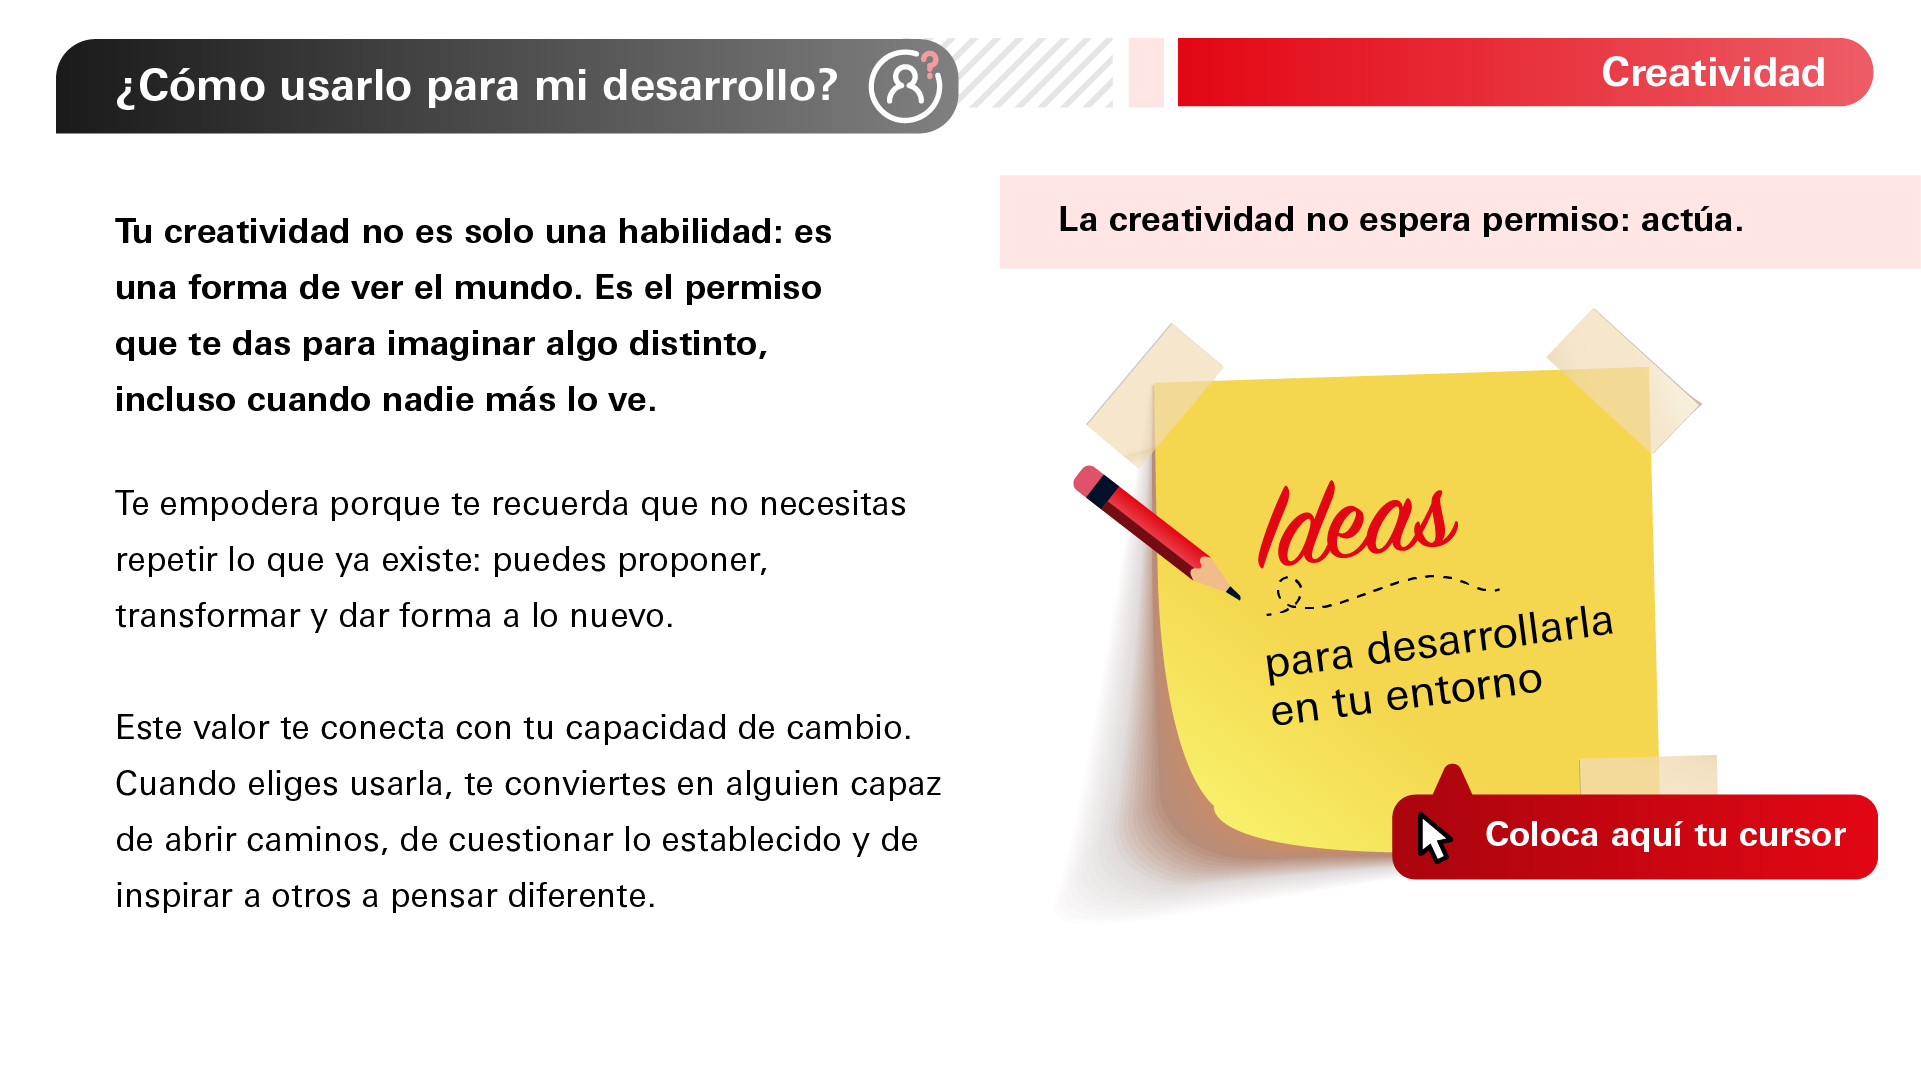 ¿Cómo usarlo para mi desarrollo?
Creatividad
Tu creatividad no es solo una habilidad: es
una forma de ver el mundo. Es el permiso
que te das para imaginar algo distinto,
incluso cuando nadie más lo ve.
Te empodera porque te recuerda que no necesitas
repetir lo que ya existe: puedes proponer,
transformar y dar forma a lo nuevo.
Este valor te conecta con tu capacidad de cambio.
Cuando eliges usarla, te conviertes en alguien capaz
de abrir caminos, de cuestionar lo establecido y de
inspirar a otros a pensar diferente.
La creatividad no espera permiso: actúa.
Ideas
para desarrollarla
en tu entorno
Coloca aquí tu cursor